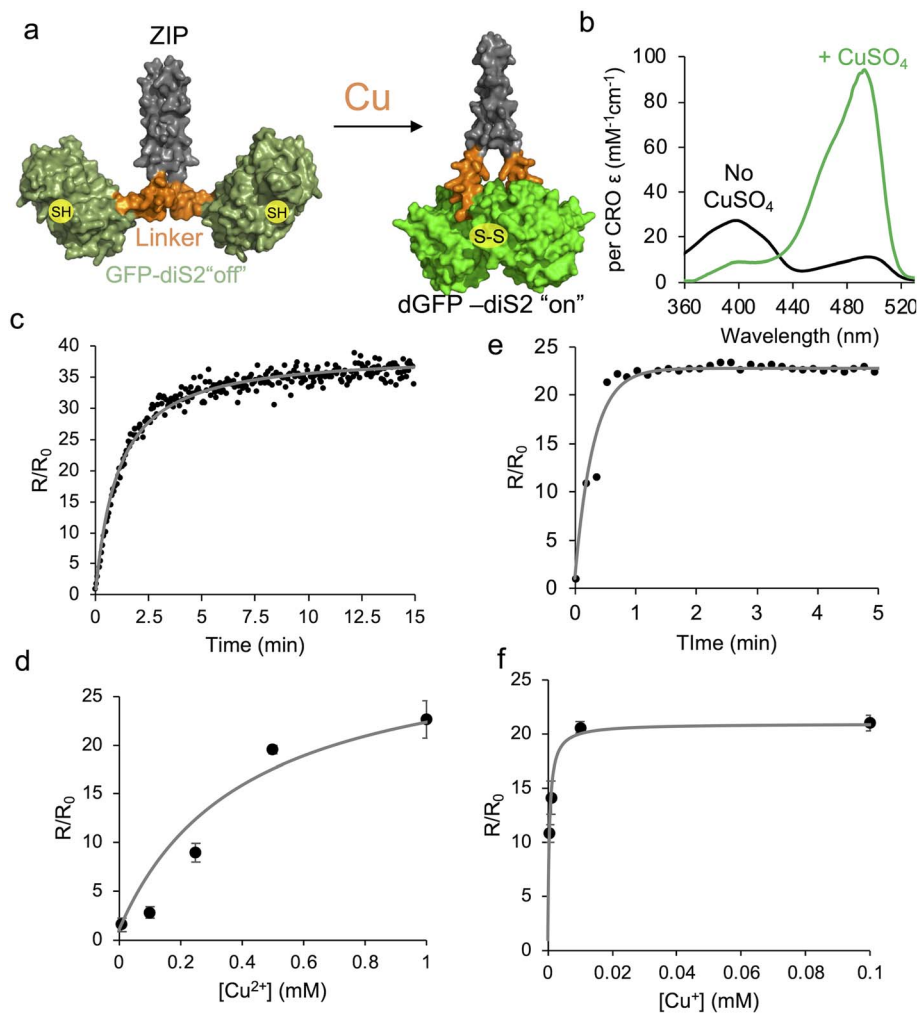 a
ZIP
Cu
SH
SH
Linker
GFP-diS2“off”
S-S
dGFP –diS2 “on”
b
+ CuSO4
No
CuSO4
per CRO ε (mM-1cm-1)
100
80
60
40
20
0
360 400 440 480 520
Wavelength (nm)
c
R/R0
40
35
30
25
20
15
10
5
0
0 2.5 5 7.5 10 12.5 15
Time (min)
e
R/R0
25
20
15
10
5
0
0 1 2 3 4 5
TIme (min)
d
R/R0
25
20
15
10
5
0
0 0.2 0.4 0.6 0.8 1
[Cu2+] (mM)
f
R/R0
25
20
15
10
5
0
0 0.02 0.04 0.06 0.08 0.1
[Cu+] (mM)